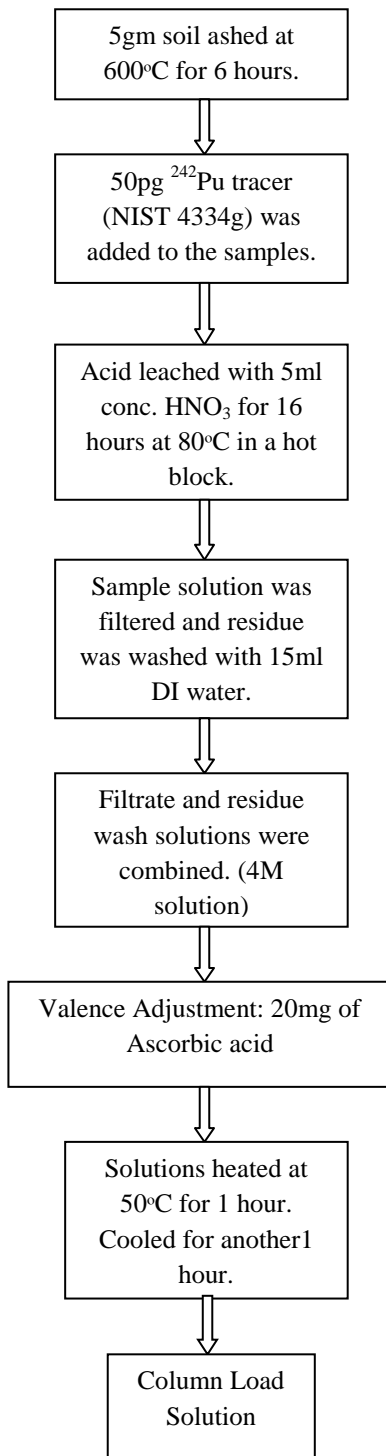 5gm soil ashed at
600°C for 6 hours.
50pg ²⁴²Pu tracer
(NIST 4334g) was
added to the samples.
Acid leached with 5ml
conc. HNO₃ for 16
hours at 80°C in a hot
block.
Sample solution was
filtered and residue
was washed with 15ml
DI water.
Filtrate and residue
wash solutions were
combined. (4M
solution)
Valence Adjustment: 20mg of
Ascorbic acid
Solutions heated at
50°C for 1 hour.
Cooled for another1
hour.
Column Load
Solution